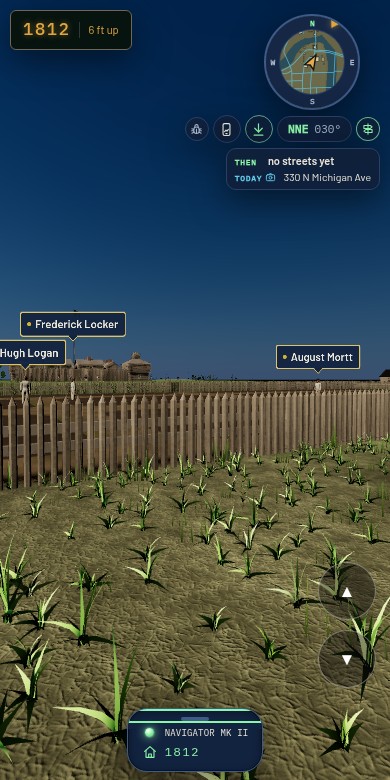 1812 6 ft up
N
W E
S
NNE 030°
THEN no streets yet
TODAY 330 N Michigan Ave
Frederick Locker
Hugh Logan
August Mortt
NAVIGATOR MK II
1812